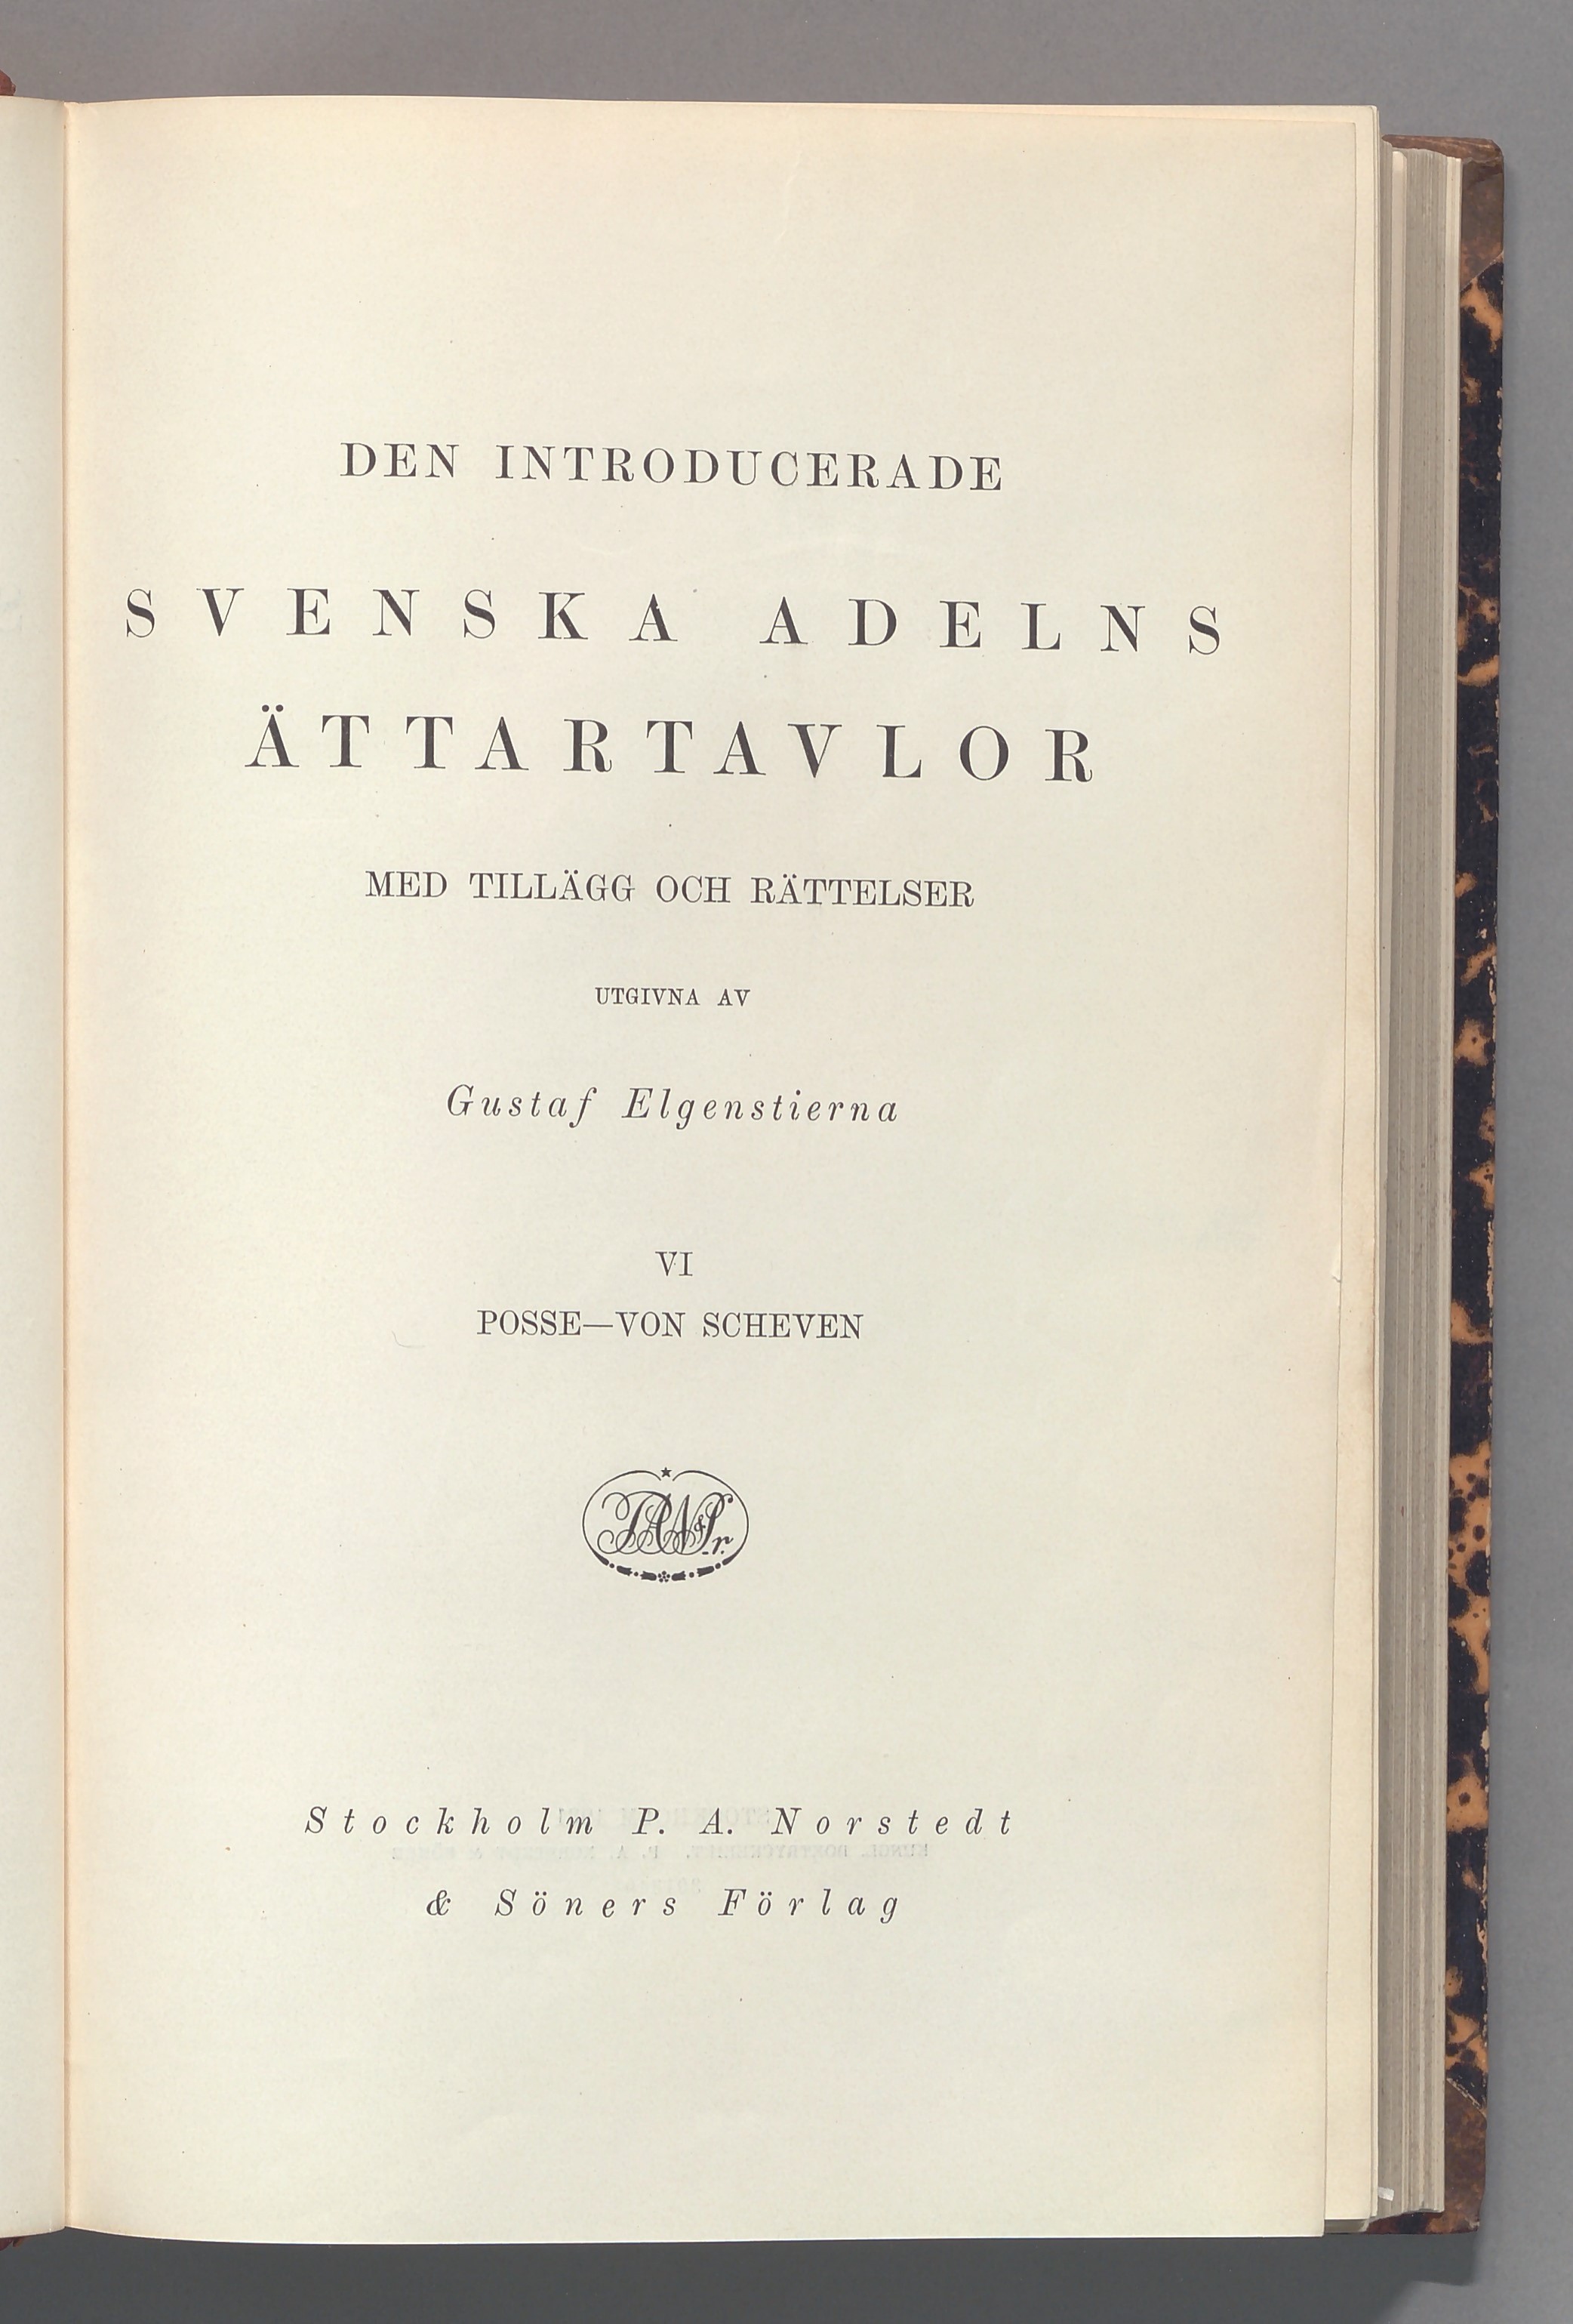 DEN INTRODUCERADE
SVENSKA ADELNS
ÄTTARTAVLOR
MED TILLÄGG OCH RÄTTELSER
UTGIVNA AV
Gustaf Elgenstierna
VI
POSSE—VON SCHEVEN
Stockholm P. A. Norstedt
& Söners Förlag